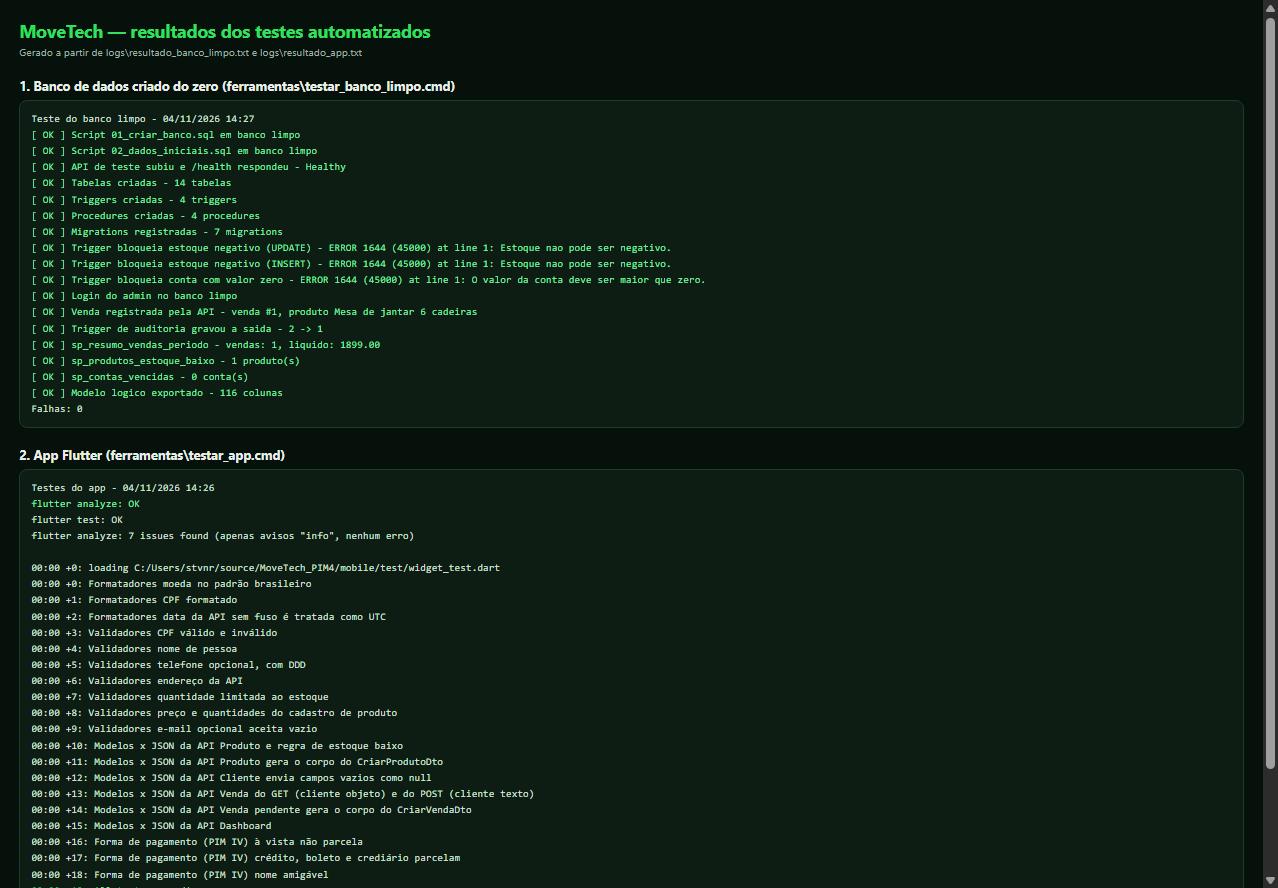 MoveTech — resultados dos testes automatizados
Gerado a partir de logs\resultado_banco_limpo.txt e logs\resultado_app.txt
1. Banco de dados criado do zero (ferramentas\testar_banco_limpo.cmd)
Teste do banco limpo - 04/11/2026 14:27
[ OK ] Script 01_criar_banco.sql em banco limpo
[ OK ] Script 02_dados_iniciais.sql em banco limpo
[ OK ] API de teste subiu e /health respondeu - Healthy
[ OK ] Tabelas criadas - 14 tabelas
[ OK ] Triggers criadas - 4 triggers
[ OK ] Procedures criadas - 4 procedures
[ OK ] Migrations registradas - 7 migrations
[ OK ] Trigger bloqueia estoque negativo (UPDATE) - ERROR 1644 (45000) at line 1: Estoque nao pode ser negativo.
[ OK ] Trigger bloqueia estoque negativo (INSERT) - ERROR 1644 (45000) at line 1: Estoque nao pode ser negativo.
[ OK ] Trigger bloqueia conta com valor zero - ERROR 1644 (45000) at line 1: O valor da conta deve ser maior que zero.
[ OK ] Login do admin no banco limpo
[ OK ] Venda registrada pela API - venda #1, produto Mesa de jantar 6 cadeiras
[ OK ] Trigger de auditoria gravou a saida - 2 -> 1
[ OK ] sp_resumo_vendas_periodo - vendas: 1, liquido: 1899.00
[ OK ] sp_produtos_estoque_baixo - 1 produto(s)
[ OK ] sp_contas_vencidas - 0 conta(s)
[ OK ] Modelo logico exportado - 116 colunas
Falhas: 0
2. App Flutter (ferramentas\testar_app.cmd)
Testes do app - 04/11/2026 14:26
flutter analyze: OK
flutter test: OK
flutter analyze: 7 issues found (apenas avisos "info", nenhum erro)
00:00 +0: loading C:/Users/stvnr/source/MoveTech_PIM4/mobile/test/widget_test.dart
00:00 +0: Formatadores moeda no padrão brasileiro
00:00 +1: Formatadores CPF formatado
00:00 +2: Formatadores data da API sem fuso é tratada como UTC
00:00 +3: Validadores CPF válido e inválido
00:00 +4: Validadores nome de pessoa
00:00 +5: Validadores telefone opcional, com DDD
00:00 +6: Validadores endereço da API
00:00 +7: Validadores quantidade limitada ao estoque
00:00 +8: Validadores preço e quantidades do cadastro de produto
00:00 +9: Validadores e-mail opcional aceita vazio
00:00 +10: Modelos x JSON da API Produto e regra de estoque baixo
00:00 +11: Modelos x JSON da API Produto gera o corpo do CriarProdutoDto
00:00 +12: Modelos x JSON da API Cliente envia campos vazios como null
00:00 +13: Modelos x JSON da API Venda do GET (cliente objeto) e do POST (cliente texto)
00:00 +14: Modelos x JSON da API Venda pendente gera o corpo do CriarVendaDto
00:00 +15: Modelos x JSON da API Dashboard
00:00 +16: Forma de pagamento (PIM IV) à vista não parcela
00:00 +17: Forma de pagamento (PIM IV) crédito, boleto e crediário parcelam
00:00 +18: Forma de pagamento (PIM IV) nome amigável